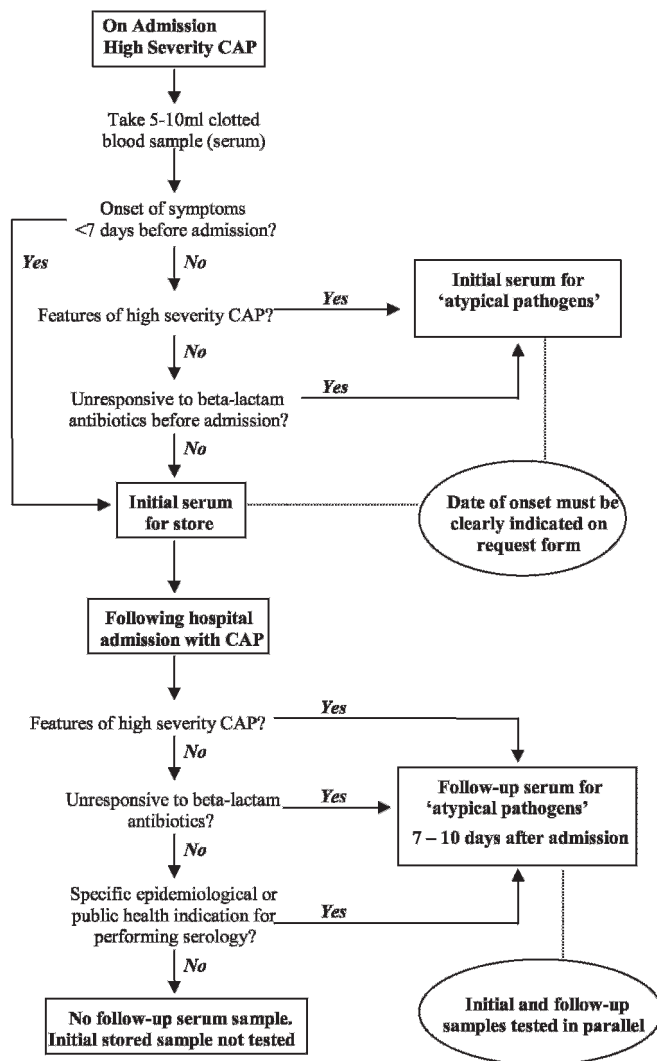 On Admission
High Severity CAP
Take 5-10ml clotted
blood sample (serum)
Onset of symptoms
<7 days before admission?
Yes
No
Features of high severity CAP?
Yes
Initial serum for
‘atypical pathogens’
No
Unresponsive to beta-lactam
antibiotics before admission?
Yes
No
Initial serum
for store
Date of onset must be
clearly indicated on
request form
Following hospital
admission with CAP
Features of high severity CAP?
Yes
No
Unresponsive to beta-lactam
antibiotics?
Yes
Follow-up serum for
‘atypical pathogens’
7 – 10 days after admission
No
Specific epidemiological or
public health indication for
performing serology?
Yes
No
No follow-up serum sample.
Initial stored sample not tested
Initial and follow-up
samples tested in parallel